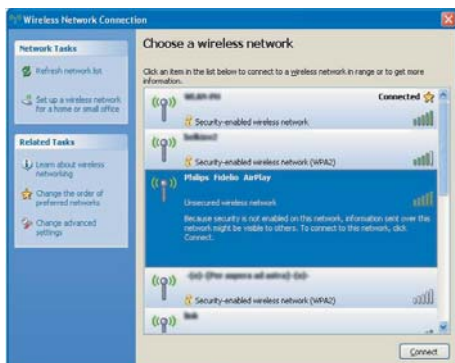 Wireless Network Connection
Network Tasks
Refresh network list
Set up a wireless network
for a home or small office
Related Tasks
Learn about wireless
networking
Change the order of
preferred networks
Change advanced
settings
Choose a wireless network
Click an item in the list below to connect to a wireless network in range or to get more
information.
Connected
Security-enabled wireless network
Security-enabled wireless network (WPA2)
Philips Fidelio AirPlay
Unsecured wireless network
Because security is not enabled on this network, information sent over this
network might be visible to others. To connect to this network, click
Connect.
Security-enabled wireless network (WPA2)
Connect